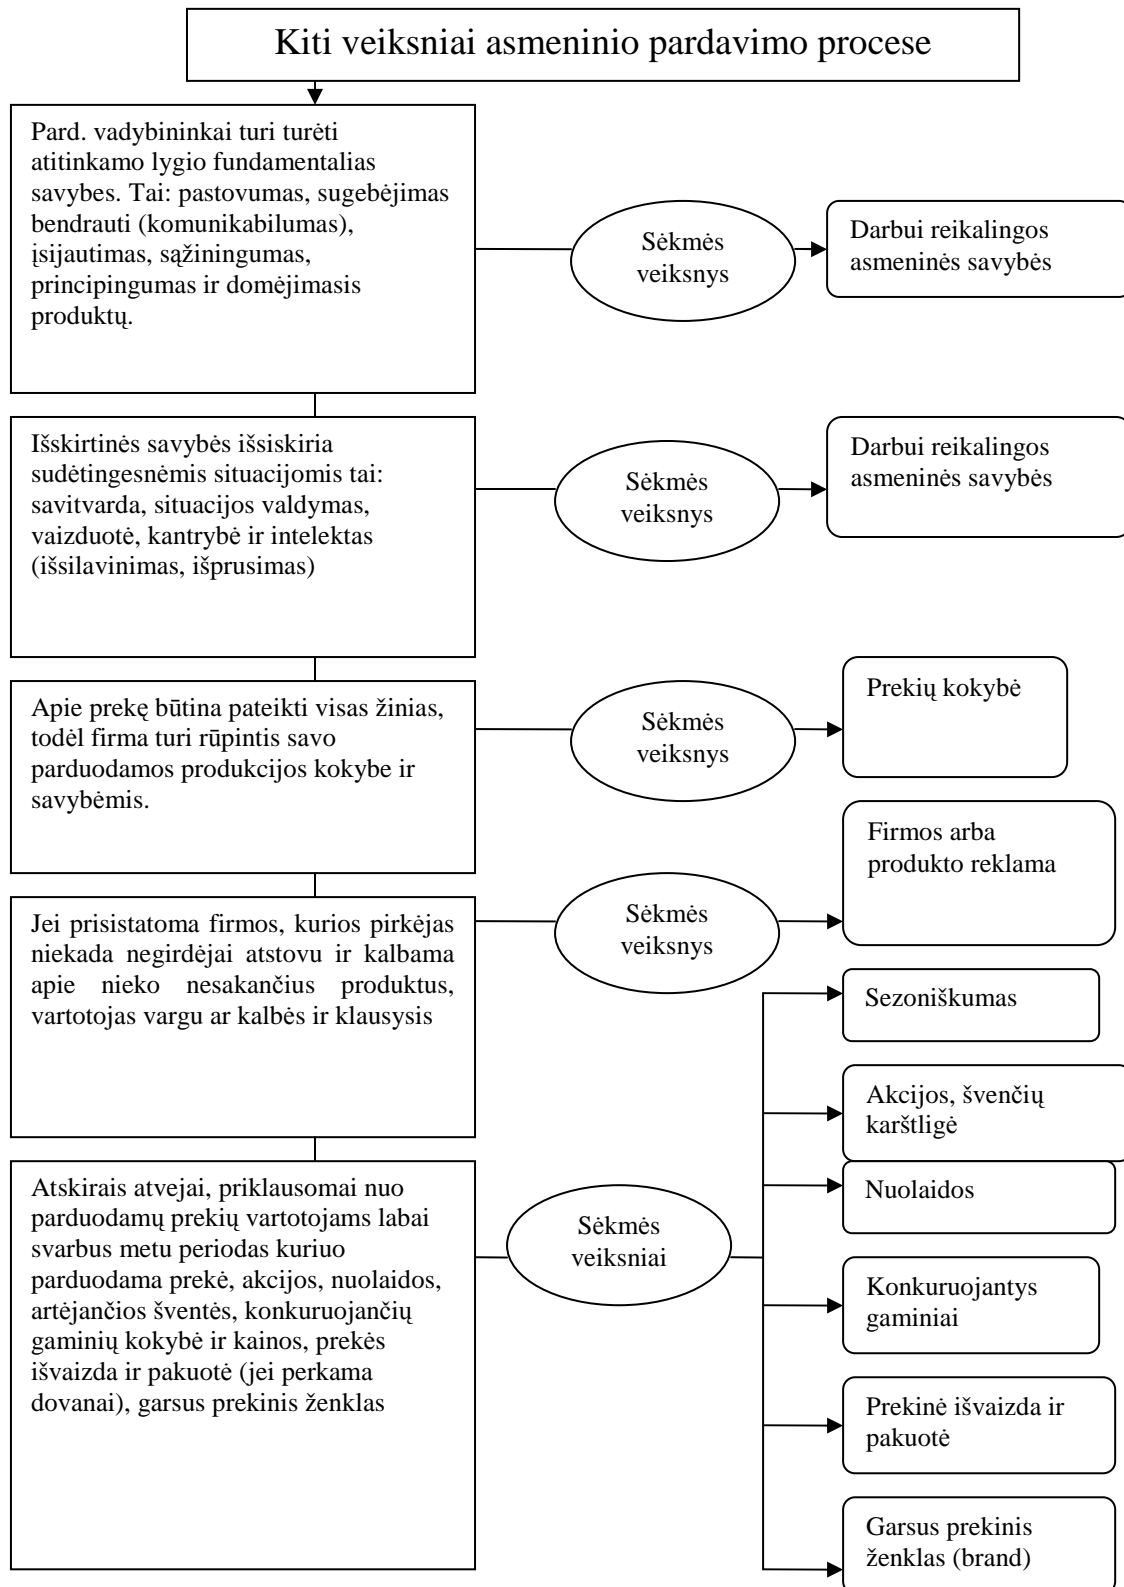 Kiti veiksniai asmeninio pardavimo procese
Pard. vadybininkai turi turėti
atitinkamo lygio fundamentalias
savybes. Tai: pastovumas, sugebėjimas
bendrauti (komunikabilumas),
įsijautimas, sąžiningumas,
principingumas ir domėjimasis
produktų.
Sėkmės
veiksnys
Darbui reikalingos
asmeninės savybės
Išskirtinės savybės išsiskiria
sudėtingesnėmis situacijomis tai:
savitvarda, situacijos valdymas,
vaizduotė, kantrybė ir intelektas
(išsilavinimas, išprusimas)
Sėkmės
veiksnys
Darbui reikalingos
asmeninės savybės
Apie prekę būtina pateikti visas žinias,
todėl firma turi rūpintis savo
parduodamos produkcijos kokybe ir
savybėmis.
Sėkmės
veiksnys
Prekių kokybė
Jei prisistatoma firmos, kurios pirkėjas
niekada negirdėjai atstovu ir kalbama
apie nieko nesakančius produktus,
vartotojas vargu ar kalbės ir klausysis
Sėkmės
veiksnys
Firmos arba
produkto reklama
Atskirais atvejai, priklausomai nuo
parduodamų prekių vartotojams labai
svarbus metu periodas kuriuo
parduodama prekė, akcijos, nuolaidos,
artėjančios šventės, konkuruojančių
gaminių kokybė ir kainos, prekės
išvaizda ir pakuotė (jei perkama
dovanai), garsus prekinis ženklas
Sėkmės
veiksniai
Sezoniškumas
Akcijos, švenčių
karštligė
Nuolaidos
Konkuruojantys
gaminiai
Prekinė išvaizda ir
pakuotė
Garsus prekinis
ženklas (brand)